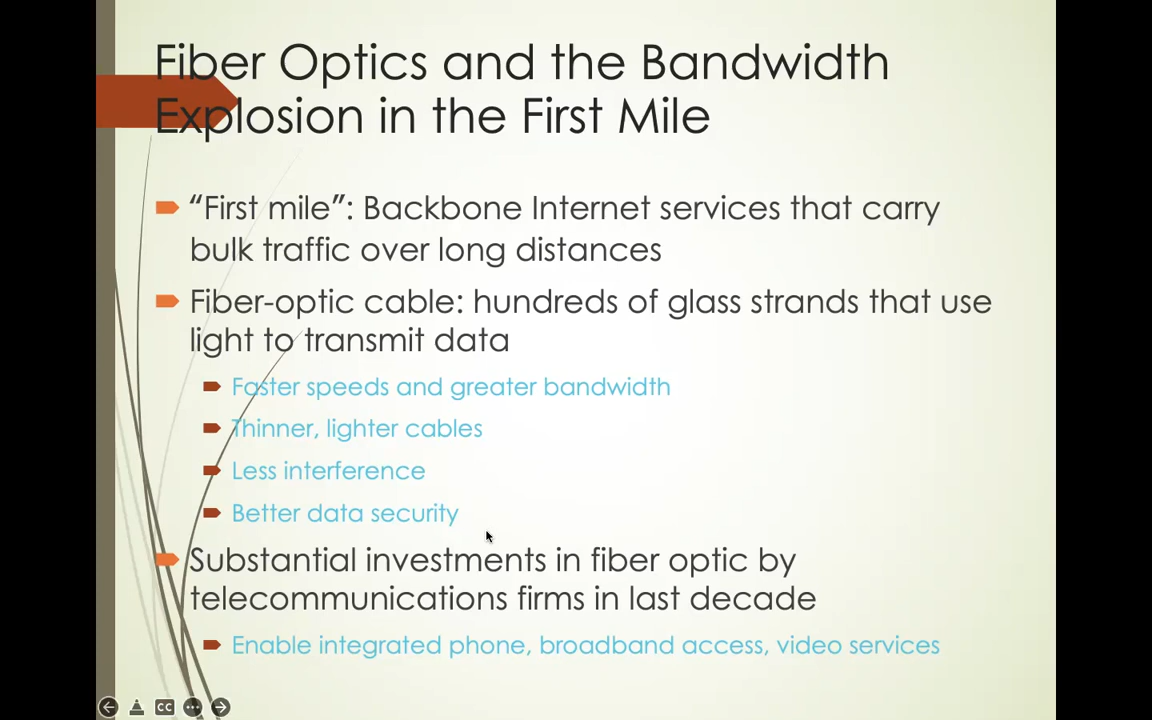 Fiber Optics and the Bandwidth
Explosion in the First Mile
“First mile”: Backbone Internet services that carry
bulk traffic over long distances
Fiber-optic cable: hundreds of glass strands that use
light to transmit data
Faster speeds and greater bandwidth
Thinner, lighter cables
Less interference
Better data security
Substantial investments in fiber optic by
telecommunications firms in last decade
Enable integrated phone, broadband access, video services
CC